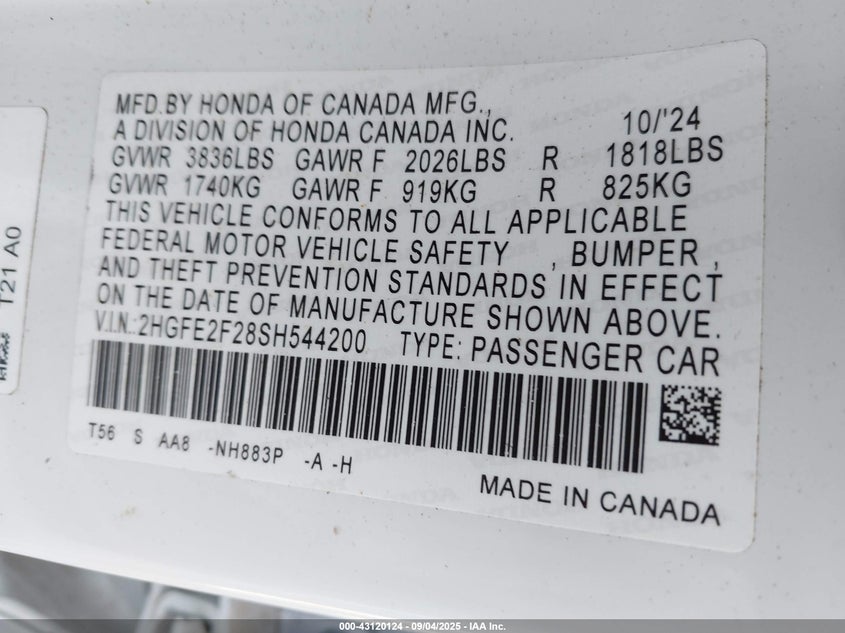 MFD.BY HONDA OF CANADA MFG.,
A DIVISION OF HONDA CANADA INC. 10/'24
GVWR 3836LBS GAWR F 2026LBS R 1818LBS
GVWR 1740KG GAWR F 919KG R 825KG
THIS VEHICLE CONFORMS TO ALL APPLICABLE
FEDERAL MOTOR VEHICLE SAFETY , BUMPER ,
AND THEFT PREVENTION STANDARDS IN EFFECT
ON THE DATE OF MANUFACTURE SHOWN ABOVE.
V.I.N.:2HGFE2F28SH544200 TYPE: PASSENGER CAR
T56 S AA8 -NH883P -A -H
MADE IN CANADA
T21 A0
000-43120124 - 09/04/2025 - IAA Inc.